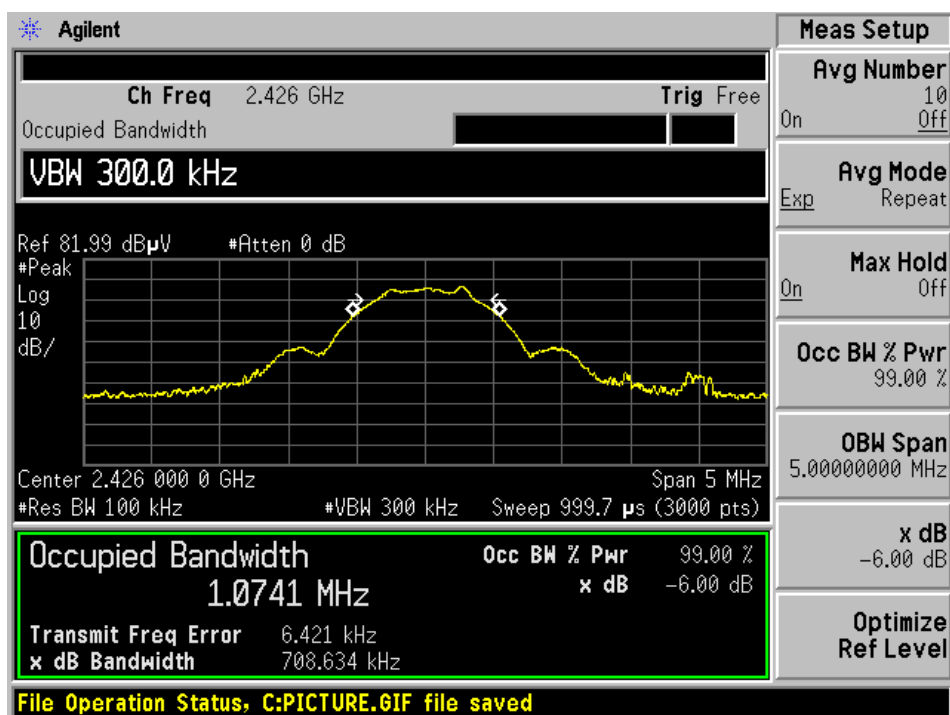 Agilent
Ch Freq 2.426 GHz Trig Free
Occupied Bandwidth
VBW 300.0 kHz
Ref 81.99 dBµV #Atten 0 dB
#Peak
Log
10
dB/
Center 2.426 000 0 GHz Span 5 MHz
#Res BW 100 kHz #VBW 300 kHz Sweep 999.7 µs (3000 pts)
Occupied Bandwidth Occ BW % Pwr 99.00 %
1.0741 MHz x dB -6.00 dB
Transmit Freq Error 6.421 kHz
x dB Bandwidth 708.634 kHz
File Operation Status, C:PICTURE.GIF file saved
Meas Setup
Avg Number
10
On Off
Avg Mode
Exp Repeat
Max Hold
On Off
Occ BW % Pwr
99.00 %
OBW Span
5.00000000 MHz
x dB
-6.00 dB
Optimize
Ref Level